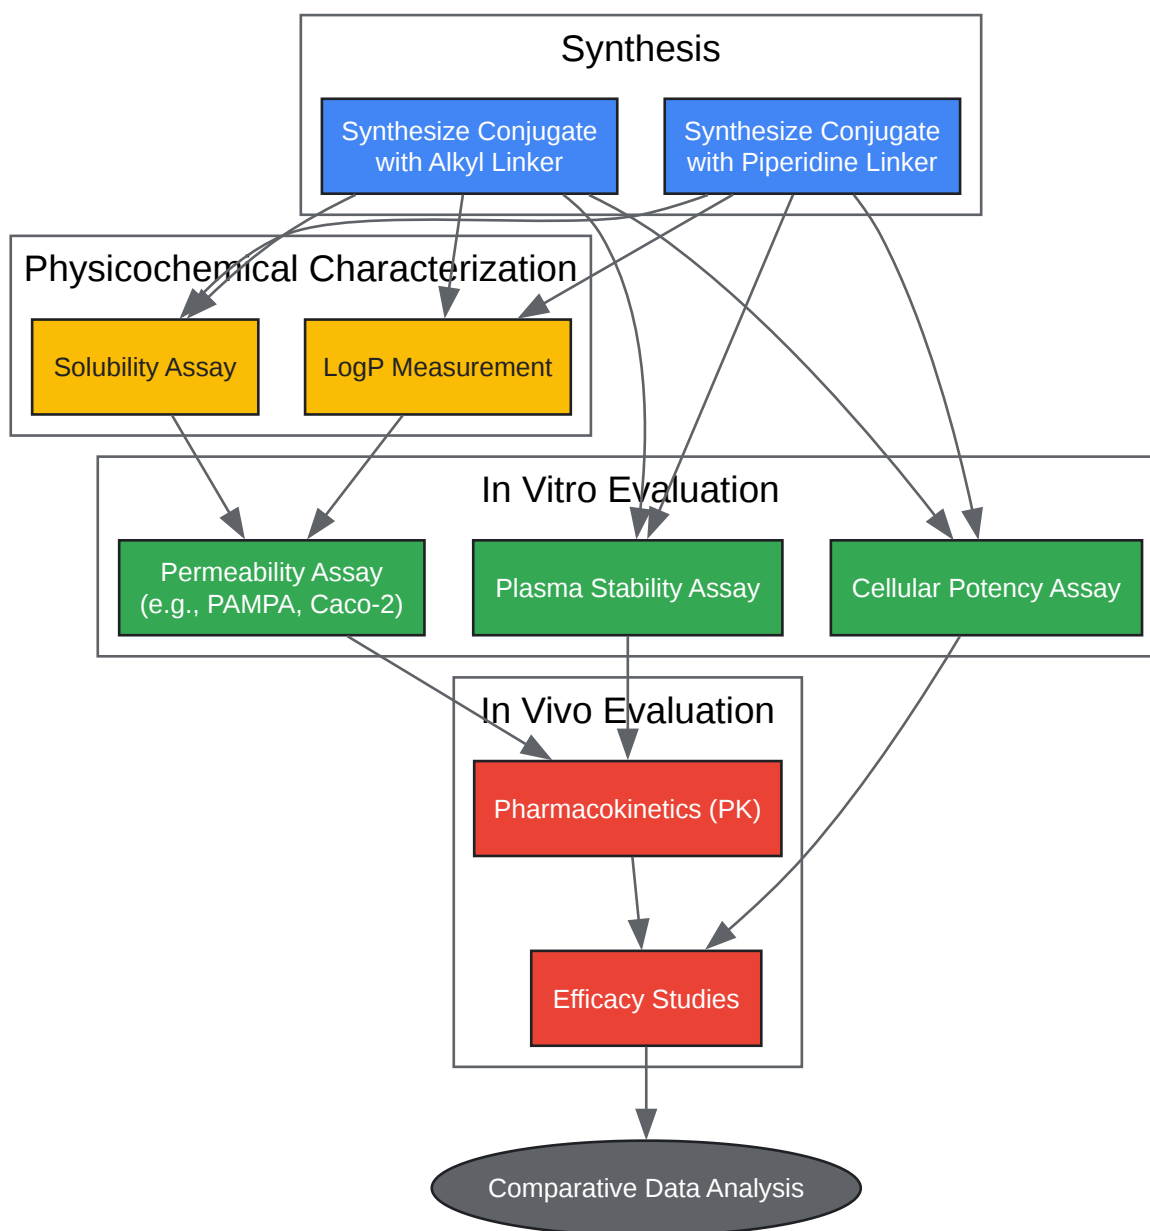 Synthesis
Synthesize Conjugate
with Alkyl Linker
Synthesize Conjugate
with Piperidine Linker
Physicochemical Characterization
Solubility Assay
LogP Measurement
In Vitro Evaluation
Permeability Assay
(e.g., PAMPA, Caco-2)
Plasma Stability Assay
Cellular Potency Assay
In Vivo Evaluation
Pharmacokinetics (PK)
Efficacy Studies
Comparative Data Analysis